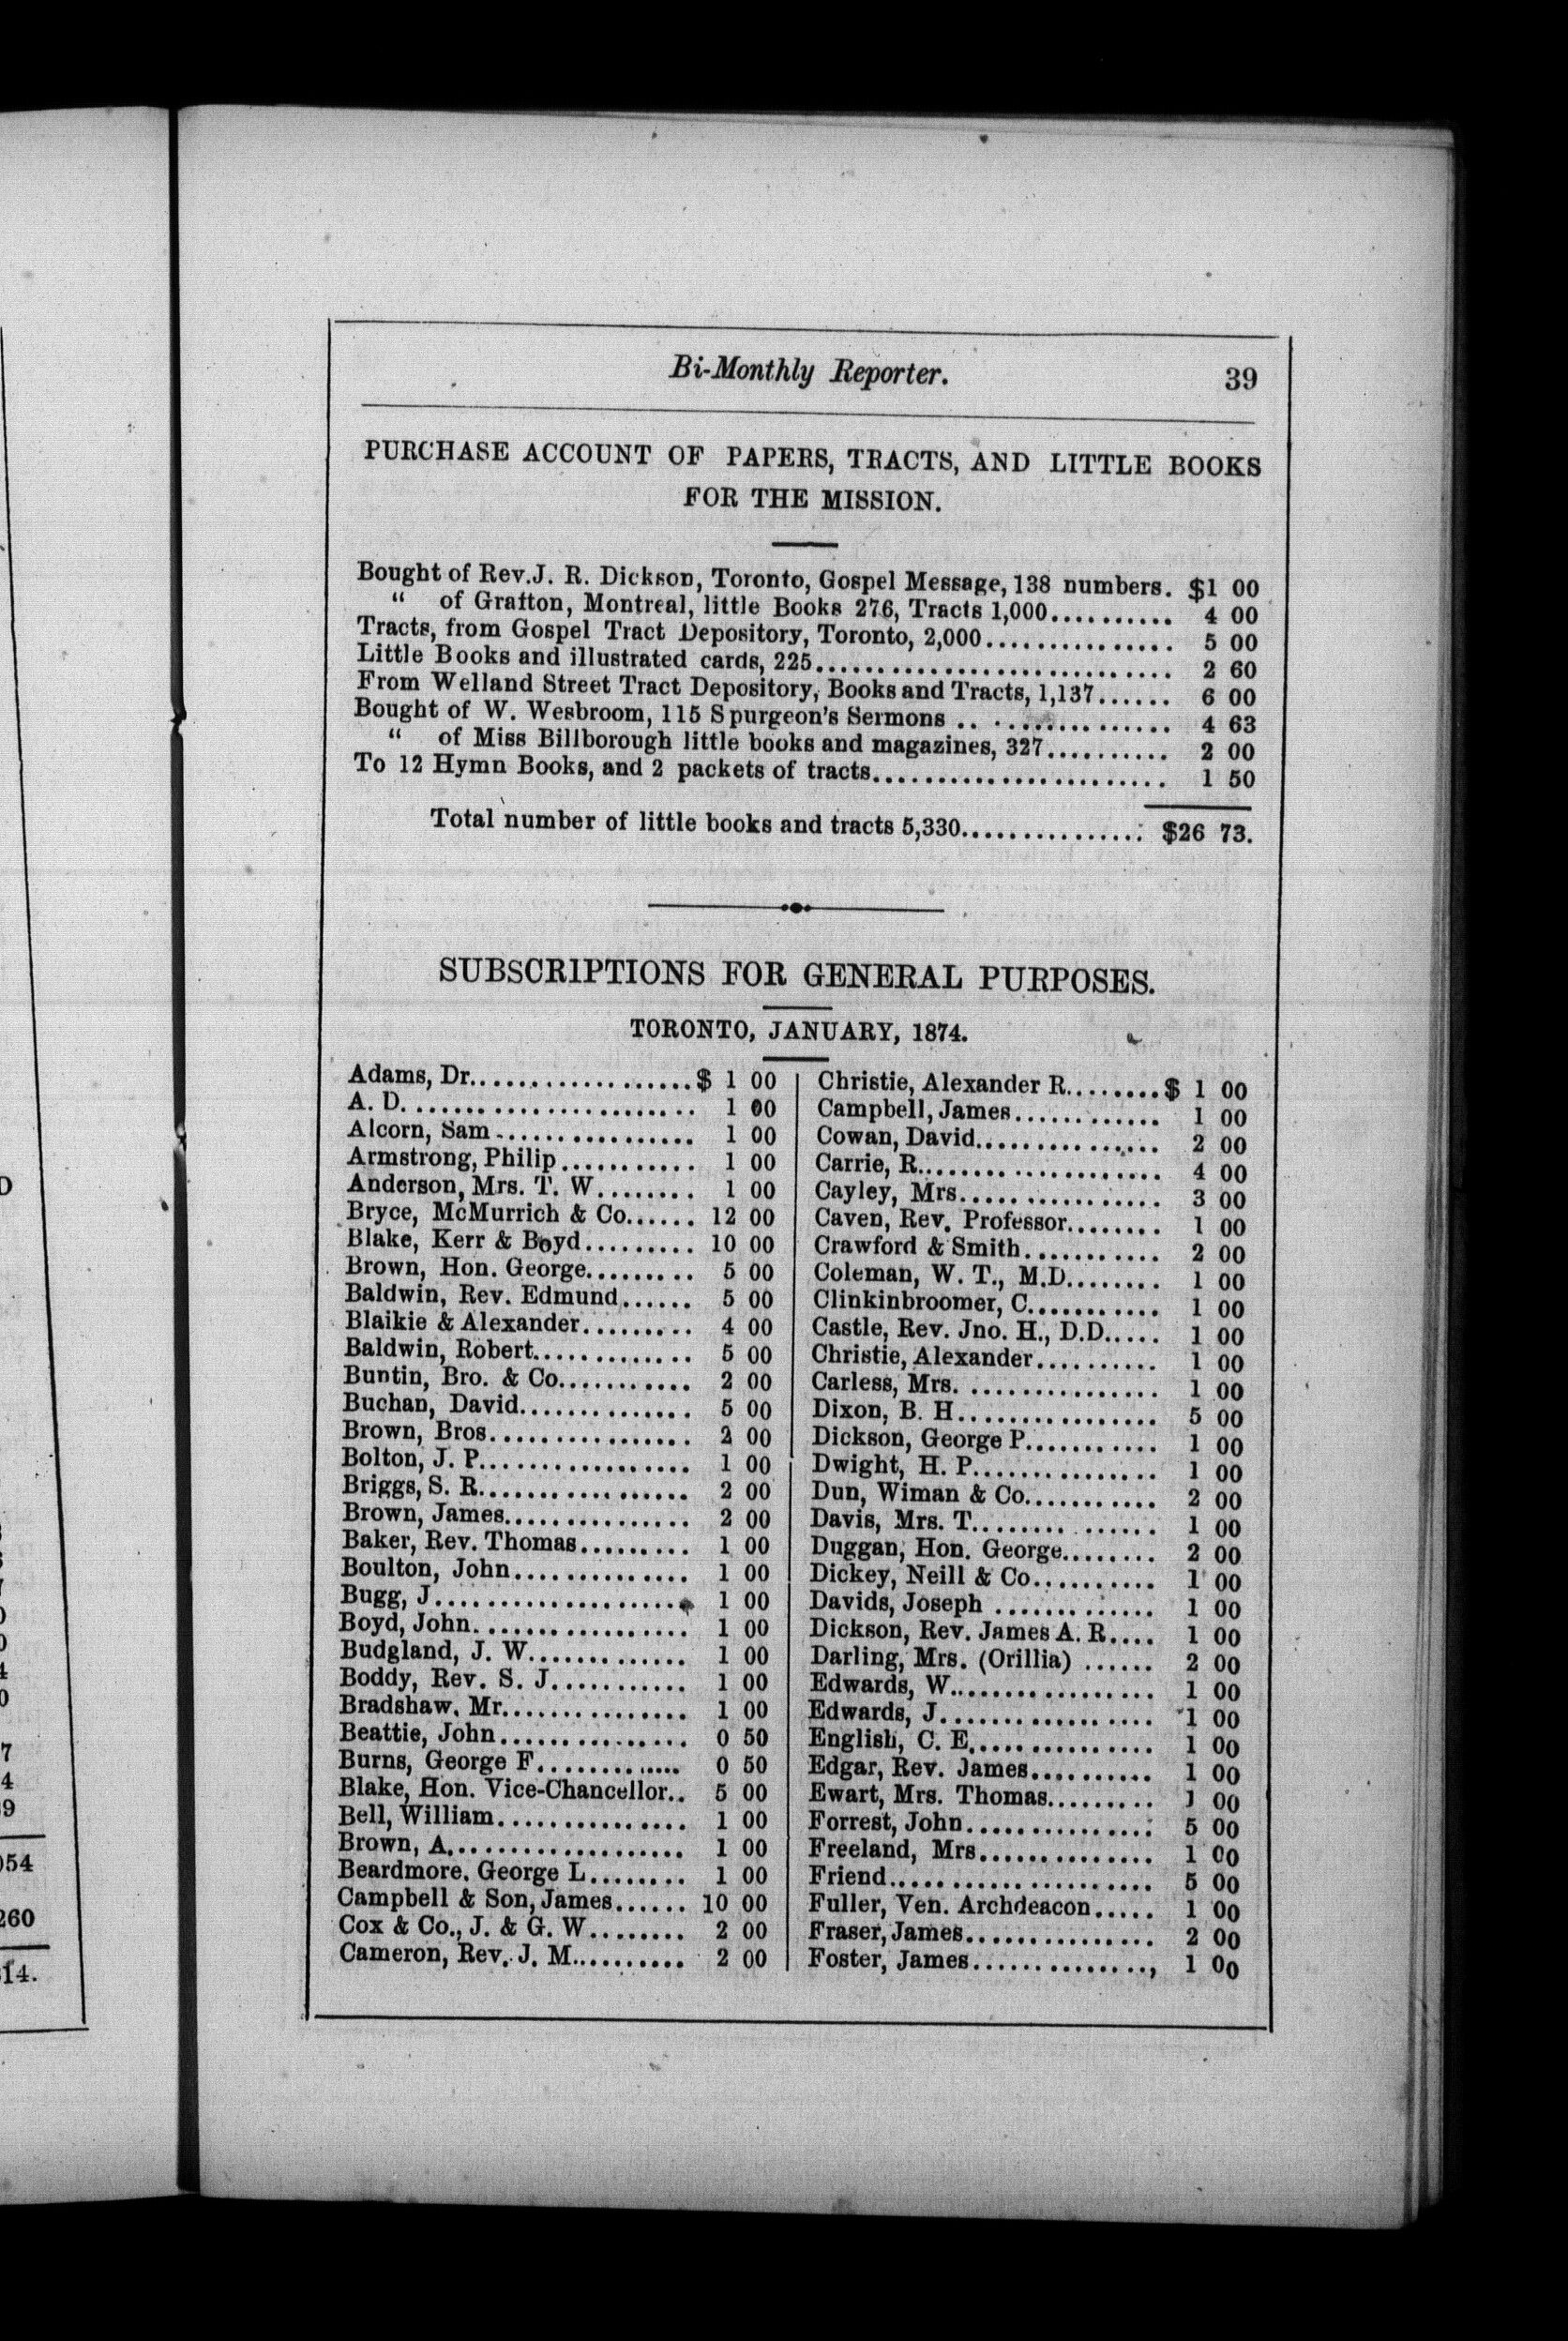 Bi-Monthly Reporter. 39
PURCHASE ACCOUNT OF PAPERS, TRACTS, AND LITTLE BOOKS
FOR THE MISSION.
Bought of Rev. J. R. Dickson, Toronto, Gospel Message, 138 numbers. $1 00
“ of Grafton, Montreal, little Books 276, Tracts 1,000.......... 4 00
Tracts, from Gospel Tract Depository, Toronto, 2,000............... 5 00
Little Books and illustrated cards, 225............................. 2 60
From Welland Street Tract Depository, Books and Tracts, 1,137...... 6 00
Bought of W. Wesbroom, 115 Spurgeon's Sermons .. .............. 4 63
“ of Miss Billborough little books and magazines, 327.......... 2 00
To 12 Hymn Books, and 2 packets of tracts....................... 1 50
Total number of little books and tracts 5,330............... $26 73.
SUBSCRIPTIONS FOR GENERAL PURPOSES.
TORONTO, JANUARY, 1874.
Adams, Dr..................$ 1 00
A. D........................ 1 00
Alcorn, Sam................ 1 00
Armstrong, Philip........... 1 00
Anderson, Mrs. T. W........ 1 00
Bryce, McMurrich & Co...... 12 00
Blake, Kerr & Boyd......... 10 00
Brown, Hon. George......... 5 00
Baldwin, Rev. Edmund...... 5 00
Blaikie & Alexander......... 4 00
Baldwin, Robert............. 5 00
Buntin, Bro. & Co........... 2 00
Buchan, David.............. 5 00
Brown, Bros................ 2 00
Bolton, J. P................. 1 00
Briggs, S. R................. 2 00
Brown, James............... 2 00
Baker, Rev. Thomas......... 1 00
Boulton, John.............. 1 00
Bugg, J..................... 1 00
Boyd, John................. 1 00
Budgland, J. W............. 1 00
Boddy, Rev. S. J........... 1 00
Bradshaw. Mr............... 1 00
Beattie, John............... 0 50
Burns, George F............. 0 50
Blake, Hon. Vice-Chancellor.. 5 00
Bell, William............... 1 00
Brown, A................... 1 00
Beardmore. George L........ 1 00
Campbell & Son, James...... 10 00
Cox & Co., J. & G. W........ 2 00
Cameron, Rev. J. M.......... 2 00
Christie, Alexander R........$ 1 00
Campbell, James............ 1 00
Cowan, David............... 2 00
Carrie, R.................... 4 00
Cayley, Mrs................. 3 00
Caven, Rev. Professor........ 1 00
Crawford & Smith........... 2 00
Coleman, W. T., M.D........ 1 00
Clinkinbroomer, C........... 1 00
Castle, Rev. Jno. H., D.D..... 1 00
Christie, Alexander.......... 1 00
Carless, Mrs. ............... 1 00
Dixon, B. H................ 5 00
Dickson, George P........... 1 00
Dwight, H. P............... 1 00
Dun, Wiman & Co........... 2 00
Davis, Mrs. T............... 1 00
Duggan, Hon. George........ 2 00
Dickey, Neill & Co.......... 1 00
Davids, Joseph ............. 1 00
Dickson, Rev. James A. R.... 1 00
Darling, Mrs. (Orillia) ...... 2 00
Edwards, W................. 1 00
Edwards, J.................. 1 00
English, C. E............... 1 00
Edgar, Rev. James.......... 1 00
Ewart, Mrs. Thomas......... 1 00
Forrest, John............... 5 00
Freeland, Mrs.............. 1 00
Friend..................... 5 00
Fuller, Ven. Archdeacon..... 1 00
Fraser, James............... 2 00
Foster, James.............., 1 00
D
7
4
9
954
260
14.